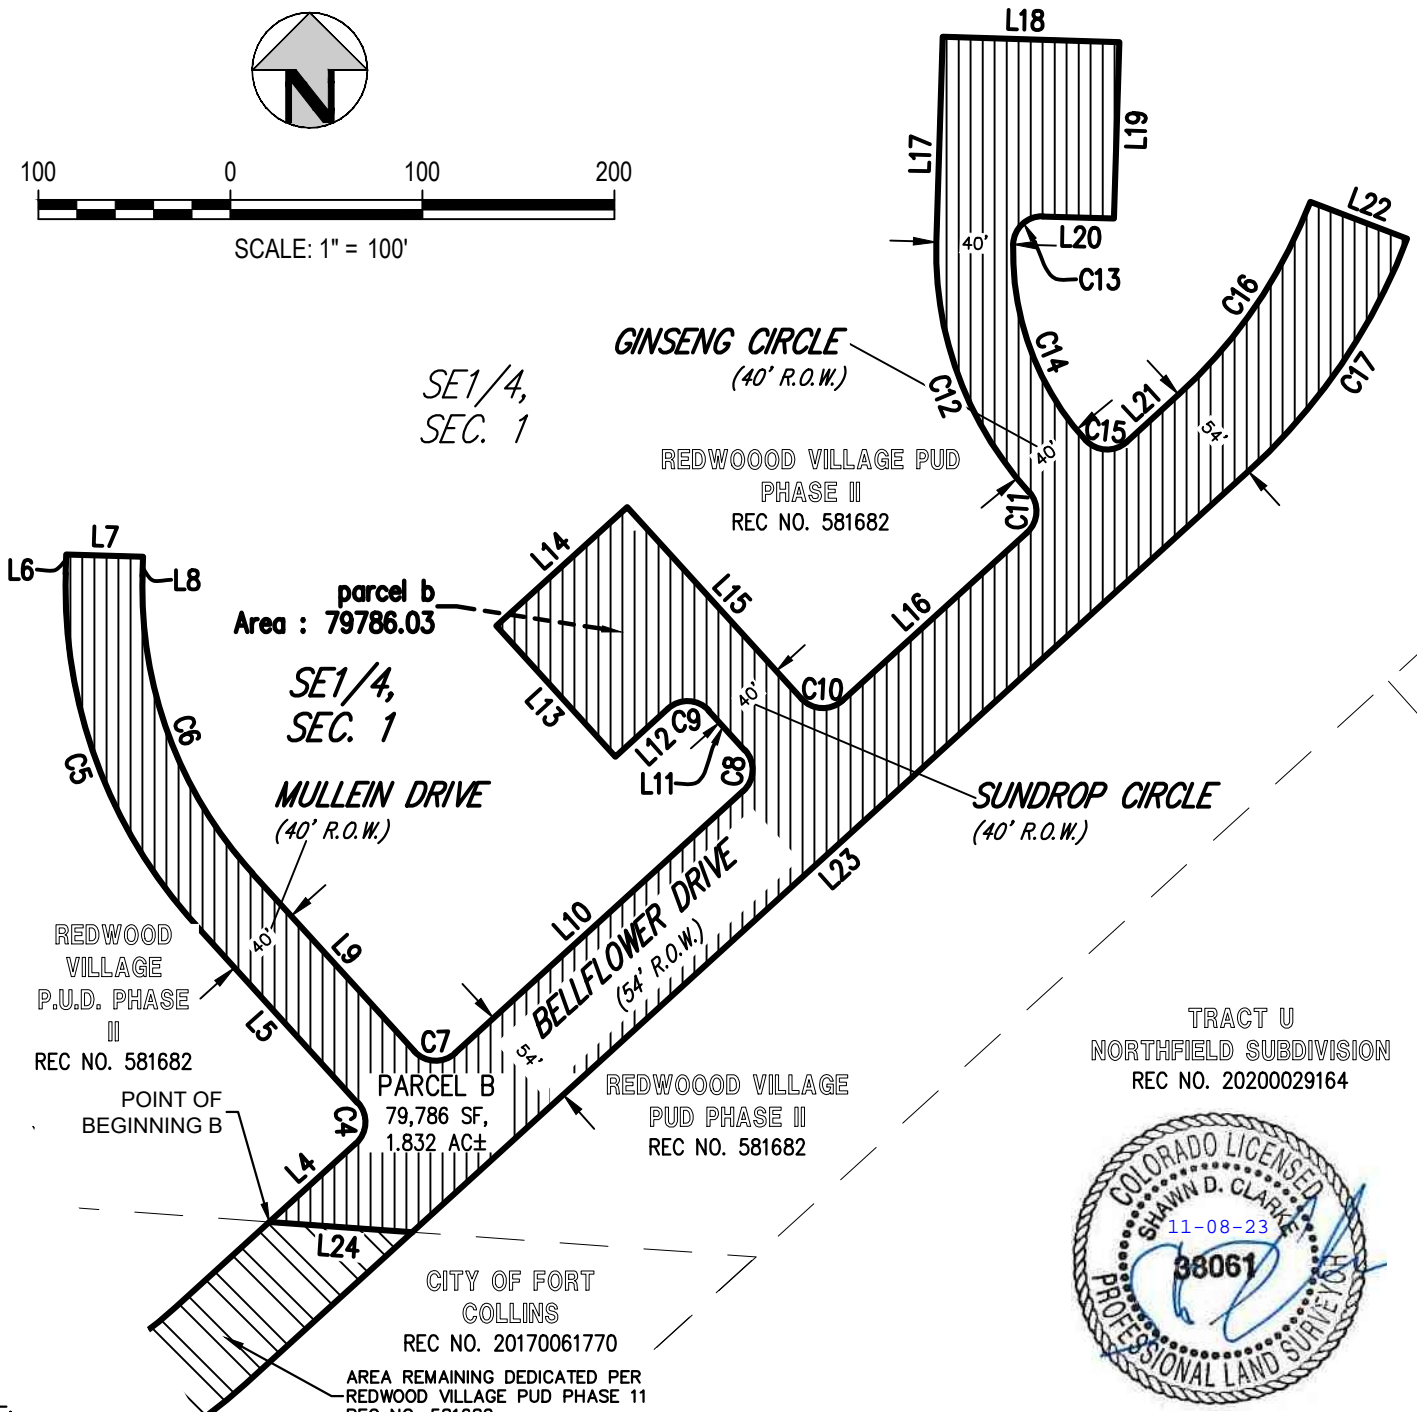 N
100 0 100 200
SCALE: 1" = 100'
L18
L17
L19
L22
40'
L20
C13
C16
C14
C12
C17
L21
C15
54'
40'
GINSENG CIRCLE
(40' R.O.W.)
SE1/4,
SEC. 1
REDWOOOD VILLAGE PUD
PHASE II
REC NO. 581682
C11
L7
L6
L8
L14
L15
L16
parcel b
Area : 79786.03
SE1/4,
SEC. 1
L13
L12
C9
40'
C10
L11
C8
C6
C5
MULLEIN DRIVE
(40' R.O.W.)
SUNDROP CIRCLE
(40' R.O.W.)
L23
BELLFLOWER DRIVE
(54' R.O.W.)
L10
L9
40'
REDWOOD
VILLAGE
P.U.D. PHASE
II
REC NO. 581682
L5
C7
54'
PARCEL B
79,786 SF,
1.832 AC±
REDWOOOD VILLAGE
PUD PHASE II
REC NO. 581682
TRACT U
NORTHFIELD SUBDIVISION
REC NO. 20200029164
POINT OF
BEGINNING B
C4
L4
L24
CITY OF FORT
COLLINS
REC NO. 20170061770
AREA REMAINING DEDICATED PER
REDWOOD VILLAGE PUD PHASE 11
COLORADO LICENSED
SHAWN D. CLARKE
11-08-23
38061
PROFESSIONAL LAND SURVEYOR